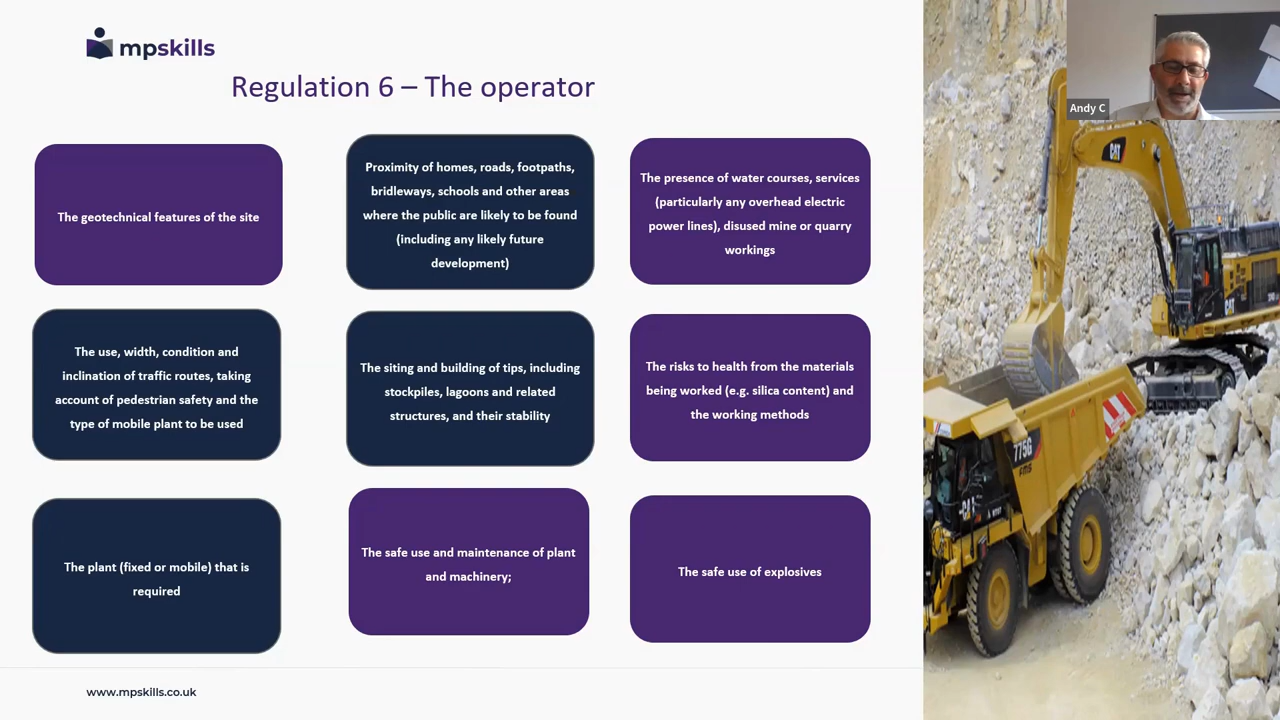 mpskills
Regulation 6 – The operator
The geotechnical features of the site
Proximity of homes, roads, footpaths,
bridleways, schools and other areas
where the public are likely to be found
(including any likely future
development)
The presence of water courses, services
(particularly any overhead electric
power lines), disused mine or quarry
workings
The use, width, condition and
inclination of traffic routes, taking
account of pedestrian safety and the
type of mobile plant to be used
The siting and building of tips, including
stockpiles, lagoons and related
structures, and their stability
The risks to health from the materials
being worked (e.g. silica content) and
the working methods
The plant (fixed or mobile) that is
required
The safe use and maintenance of plant
and machinery;
The safe use of explosives
www.mpskills.co.uk
Andy C
CAT
CAT
775G
CAT